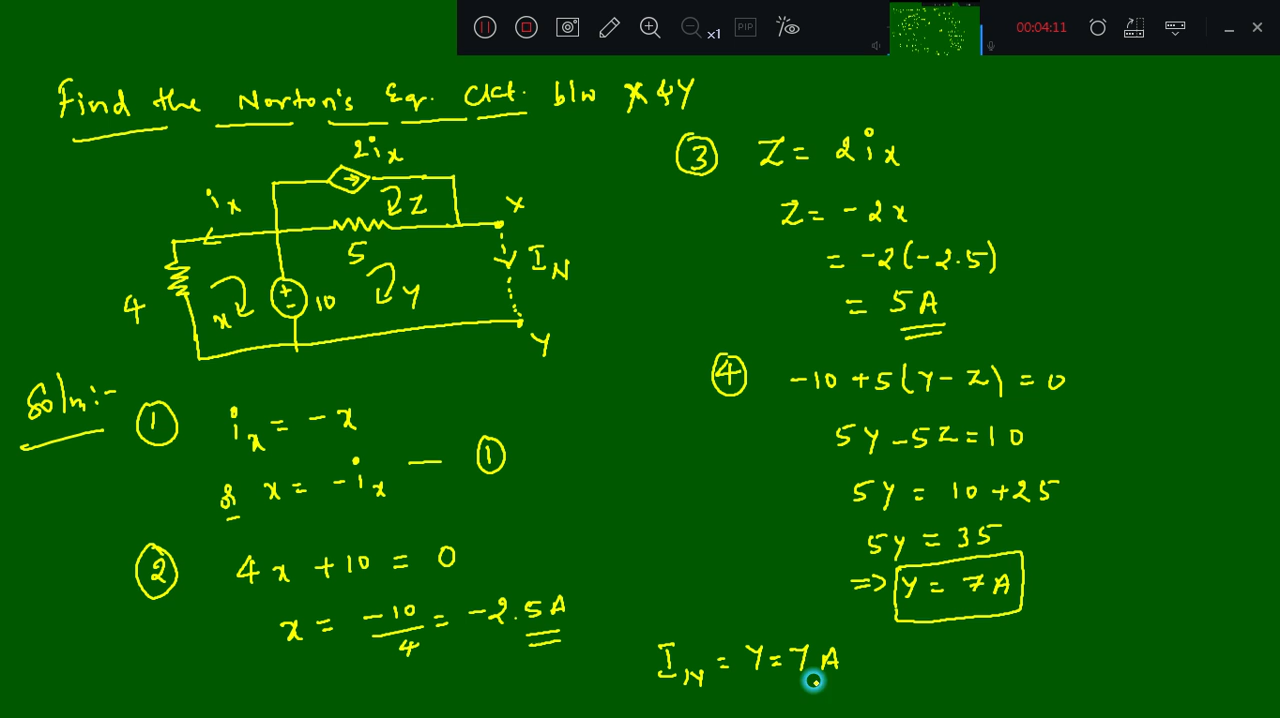 x1
PIP
00:04:11
Find the Norton's Eq. Ckt. b/w X & Y
2ix
ix
Z
X
5
IN
4
x
10
Y
Y
Soln:-
① ix = -x
& x = -ix — ①
② 4x + 10 = 0
x = -10/4 = -2.5A
③ Z = 2ix
Z = -2x
= -2(-2.5)
= 5A
④ -10 + 5(Y-Z) = 0
5Y - 5Z = 10
5Y = 10 + 25
5Y = 35
=> Y = 7A
IN = Y = 7A